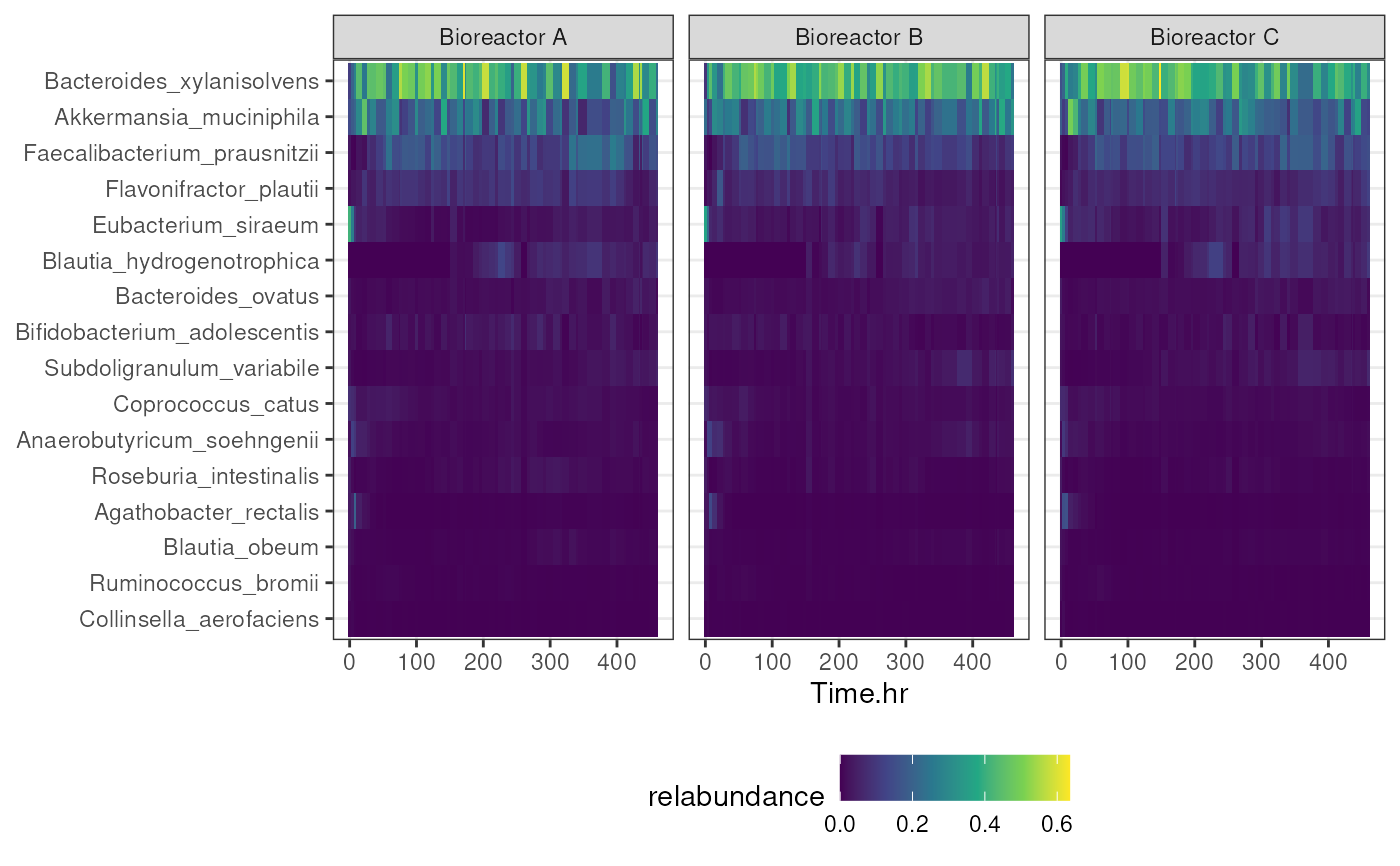 Bioreactor A
Bioreactor B
Bioreactor C
Bacteroides_xylanisolvens
Akkermansia_muciniphila
Faecalibacterium_prausnitzii
Flavonifractor_plautii
Eubacterium_siraeum
Blautia_hydrogenotrophica
Bacteroides_ovatus
Bifidobacterium_adolescentis
Subdoligranulum_variabile
Coprococcus_catus
Anaerobutyricum_soehngenii
Roseburia_intestinalis
Agathobacter_rectalis
Blautia_obeum
Ruminococcus_bromii
Collinsella_aerofaciens
0 100 200 300 400
0 100 200 300 400
0 100 200 300 400
Time.hr
relabundance
0.0 0.2 0.4 0.6